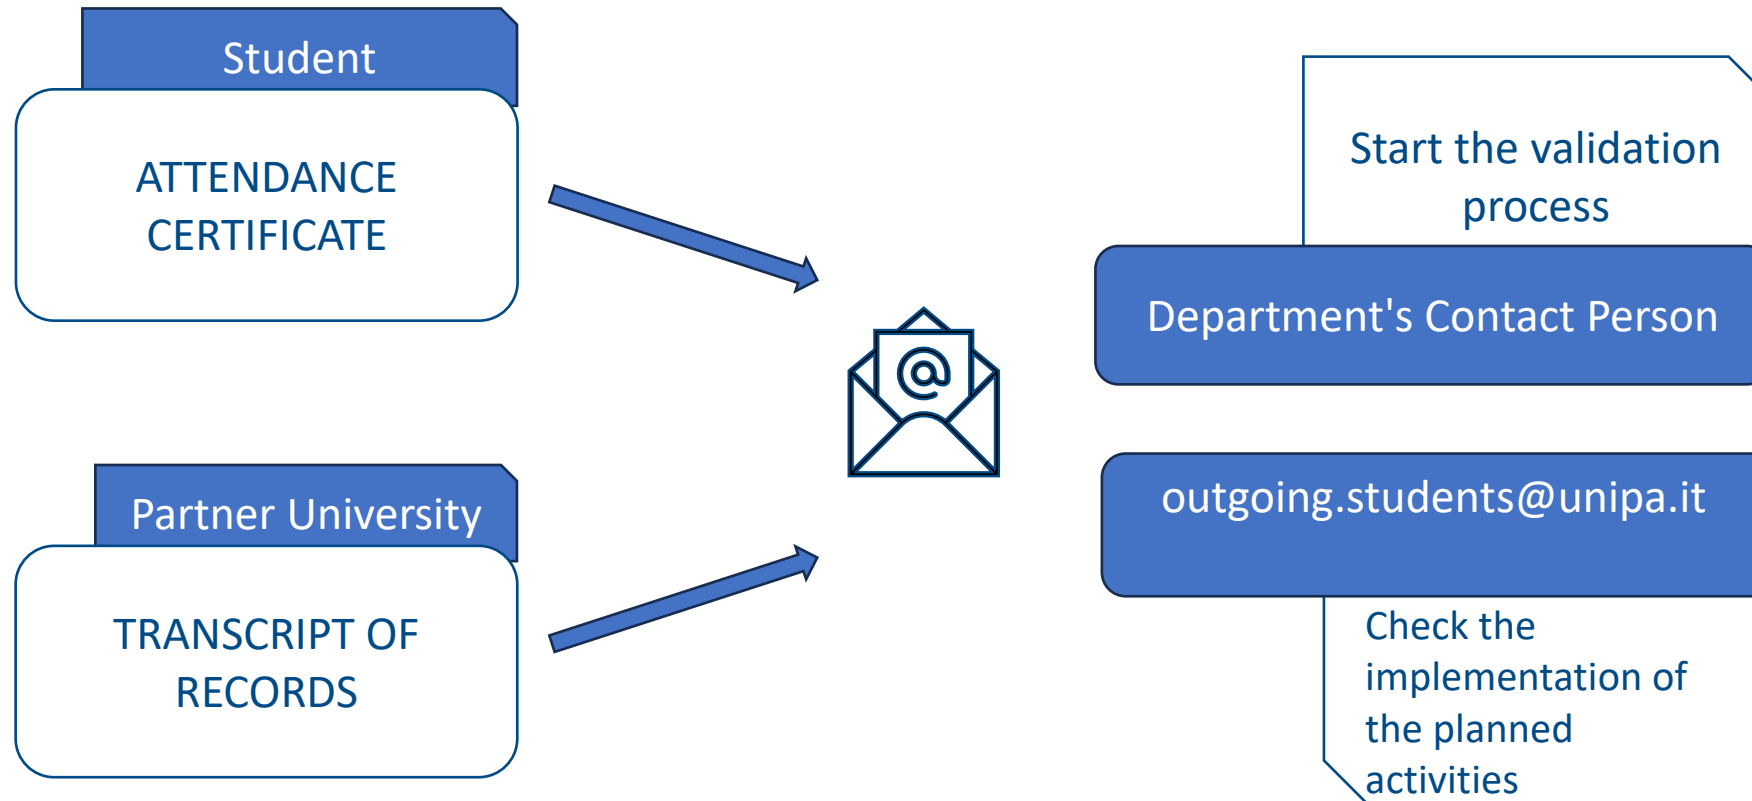 Student
ATTENDANCE
CERTIFICATE
Partner University
TRANSCRIPT OF
RECORDS
@
Start the validation
process
Department's Contact Person
outgoing.students@unipa.it
Check the
implementation of
the planned
activities